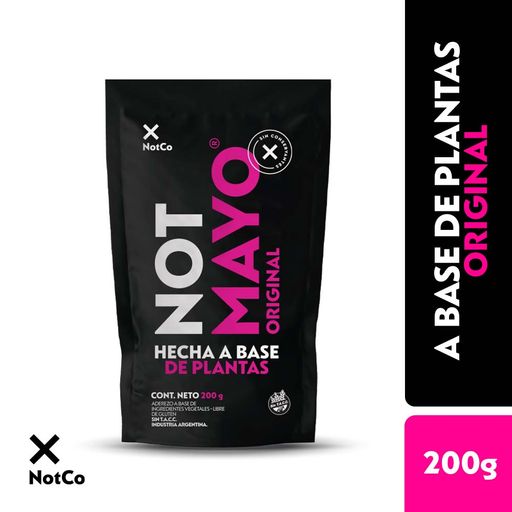 NotCo
SIN CONSERVANTES
NOT
MAYO®
ORIGINAL
HECHA A BASE
DE PLANTAS
CONT. NETO 200 g
ADEREZO A BASE DE
INGREDIENTES VEGETALES - LIBRE
DE GLUTEN
SIN T.A.C.C.
INDUSTRIA ARGENTINA.
SIN T.A.C.C.
NotCo
A BASE DE PLANTAS
ORIGINAL
200g